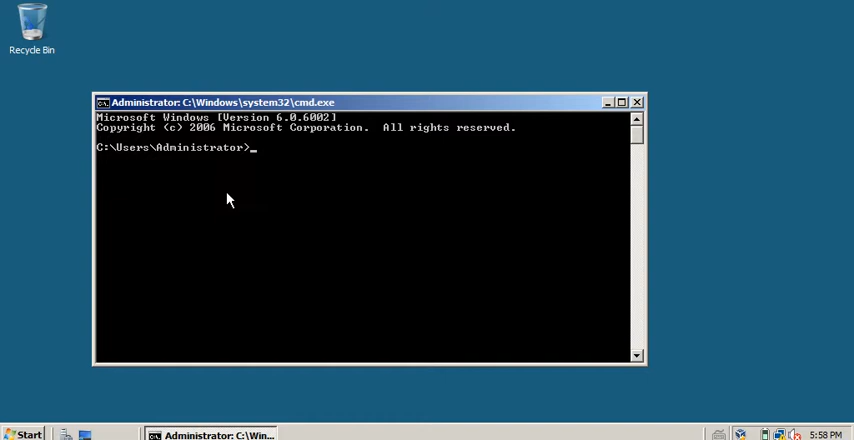 Recycle Bin
Administrator: C:\Windows\system32\cmd.exe
Microsoft Windows [Version 6.0.6002]
Copyright (c) 2006 Microsoft Corporation.  All rights reserved.
C:\Users\Administrator>_
Start
Administrator: C:\Win...
5:58 PM